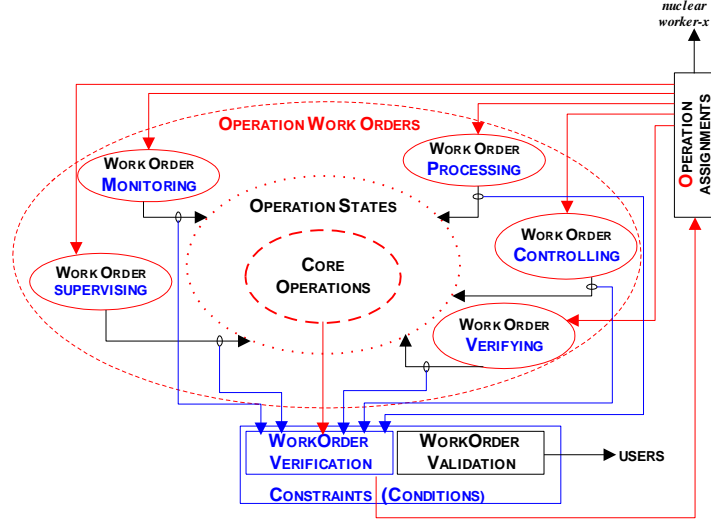 nuclear
worker-x
OPERATION
ASSIGNMENTS
OPERATION WORK ORDERS
WORK ORDER
MONITORING
WORK ORDER
PROCESSING
OPERATION STATES
WORK ORDER
CONTROLLING
CORE
OPERATIONS
WORK ORDER
SUPERVISING
WORK ORDER
VERIFYING
WORKORDER
VERIFICATION
WORKORDER
VALIDATION
USERS
CONSTRAINTS (CONDITIONS)